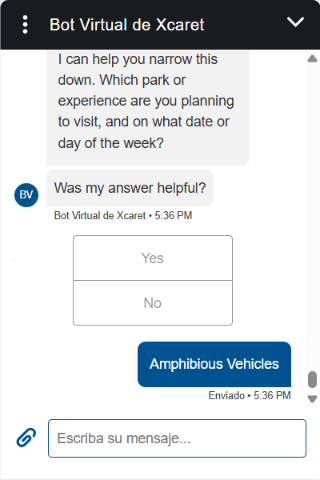 Bot Virtual de Xcaret
I can help you narrow this
down. Which park or
experience are you planning
to visit, and on what date or
day of the week?
Was my answer helpful?
BV
Bot Virtual de Xcaret • 5:36 PM
Yes
No
Amphibious Vehicles
Enviado • 5:36 PM
Escriba su mensaje...